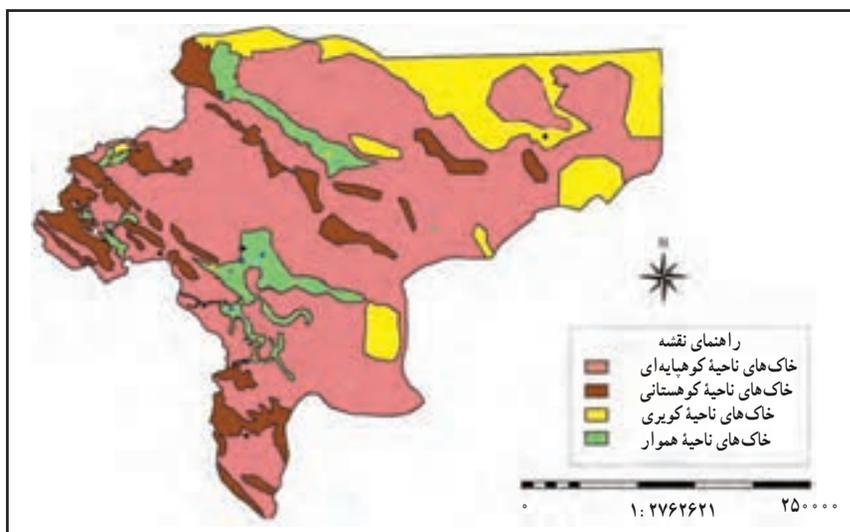 N
راهنمای نقشه
خاک‌های ناحیهٔ کوهپایه‌ای
خاک‌های ناحیهٔ کوهستانی
خاک‌های ناحیهٔ کویری
خاک‌های ناحیهٔ هموار
۰ ۱:۲۷۶۲۶۲۱ ۲۵۰۰۰۰